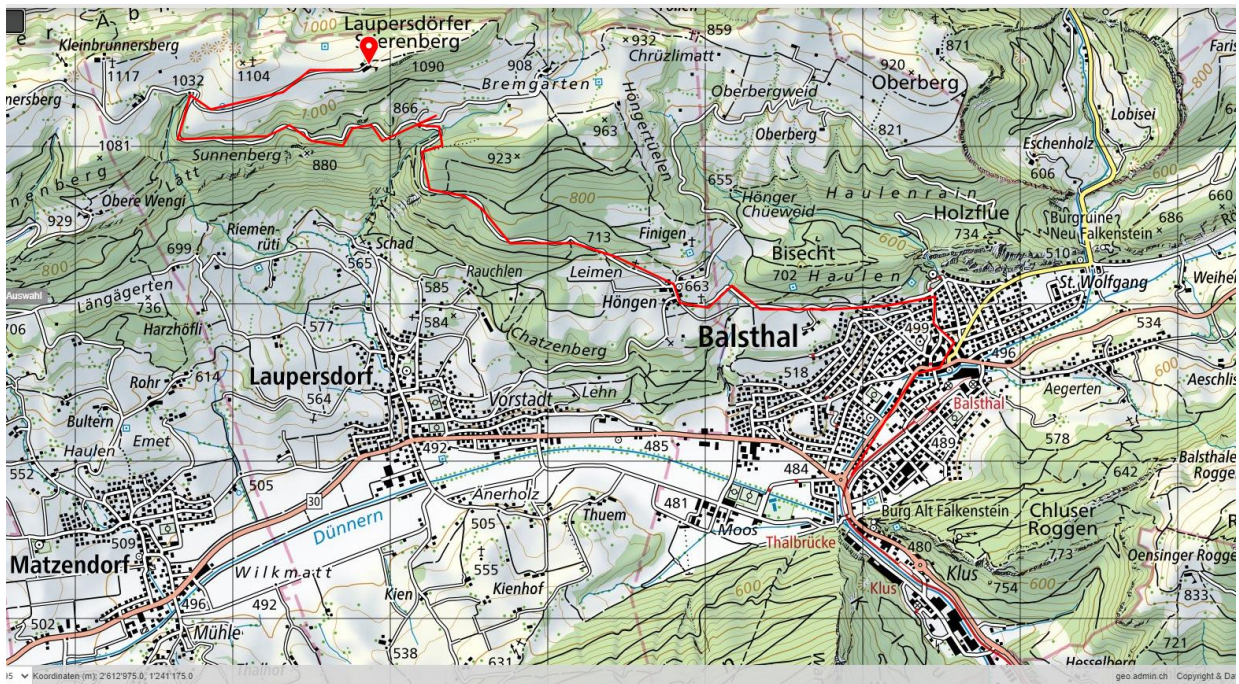 Laupersdörfer
Kleinbrunnersberg
1117
1032
1104
1090
908
932
Chrüzlimatt
859
871
920
Oberberg
Bremgarten
Oberbergweid
866
Höngertüelen
821
Oberberg
Lobisei
Eschenholz
606
1081
Sunnenberg
880
923
963
800
655
Hönger
Chüeweid
Haulenrain
Holzflue
734
Burgruine
Neu Falkenstein
686
660
Obere Wengi
929
Riemen-
rüti
699
Schad
565
713
Finigen
Bisecht
702
Haulen
600
510
St. Wolfgang
Auswahl
800
Längägerten
736
Rauchlen
585
Leimen
663
Höngen
Harzhöfli
577
584
Chatzenberg
Balsthal
499
496
534
Rohr
614
564
Laupersdorf
Lehn
518
Aegerten
Bultern
Emet
Vorstadt
Balsthal
Haulen
552
505
492
485
484
489
578
642
600
30
Änerholz
481
Dünnern
505
Thuem
Moos
Burg Alt Falkenstein
Chluser
Roggen
509
Matzendorf
555
Thalbrücke
480
773
Wilkmatt
Kien
Kienhof
600
Klus
Klus
754
600
833
502
496
492
Mühle
538
631
721
Hesselberg
Koordinaten (m): 2'612'975.0, 1'241'175.0
geo.admin.ch